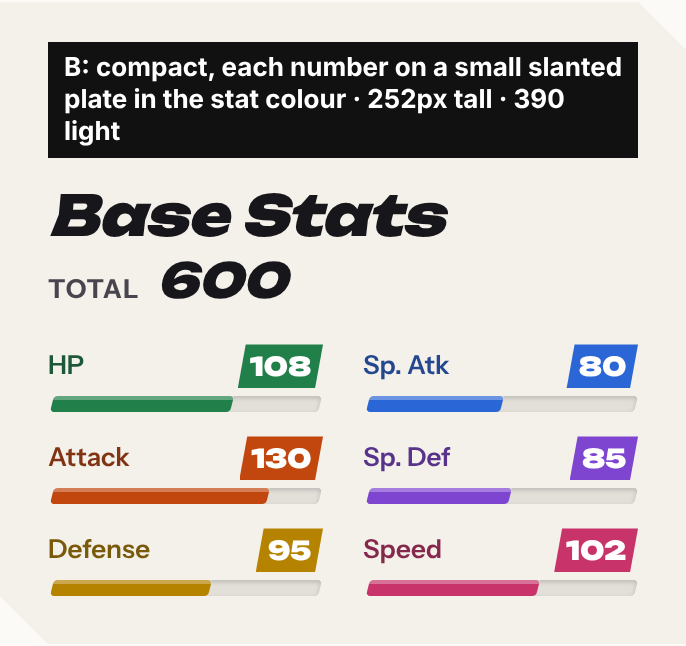 B: compact, each number on a small slanted
plate in the stat colour · 252px tall · 390
light
Base Stats
TOTAL 600
HP 108
Sp. Atk 80
Attack 130
Sp. Def 85
Defense 95
Speed 102